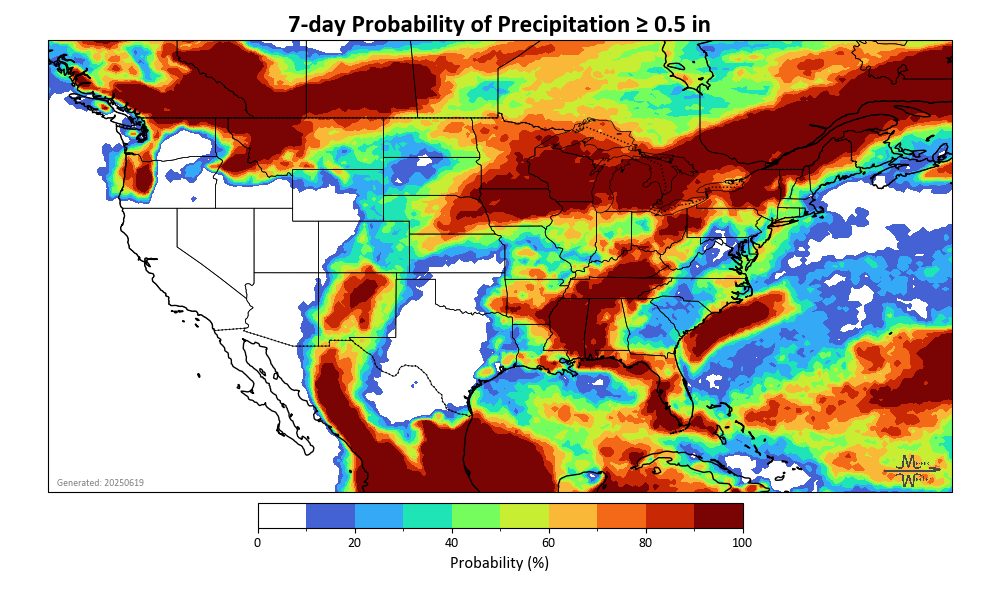 7-day Probability of Precipitation ≥ 0.5 in
Generated: 20250619
0 20 40 60 80 100
Probability (%)